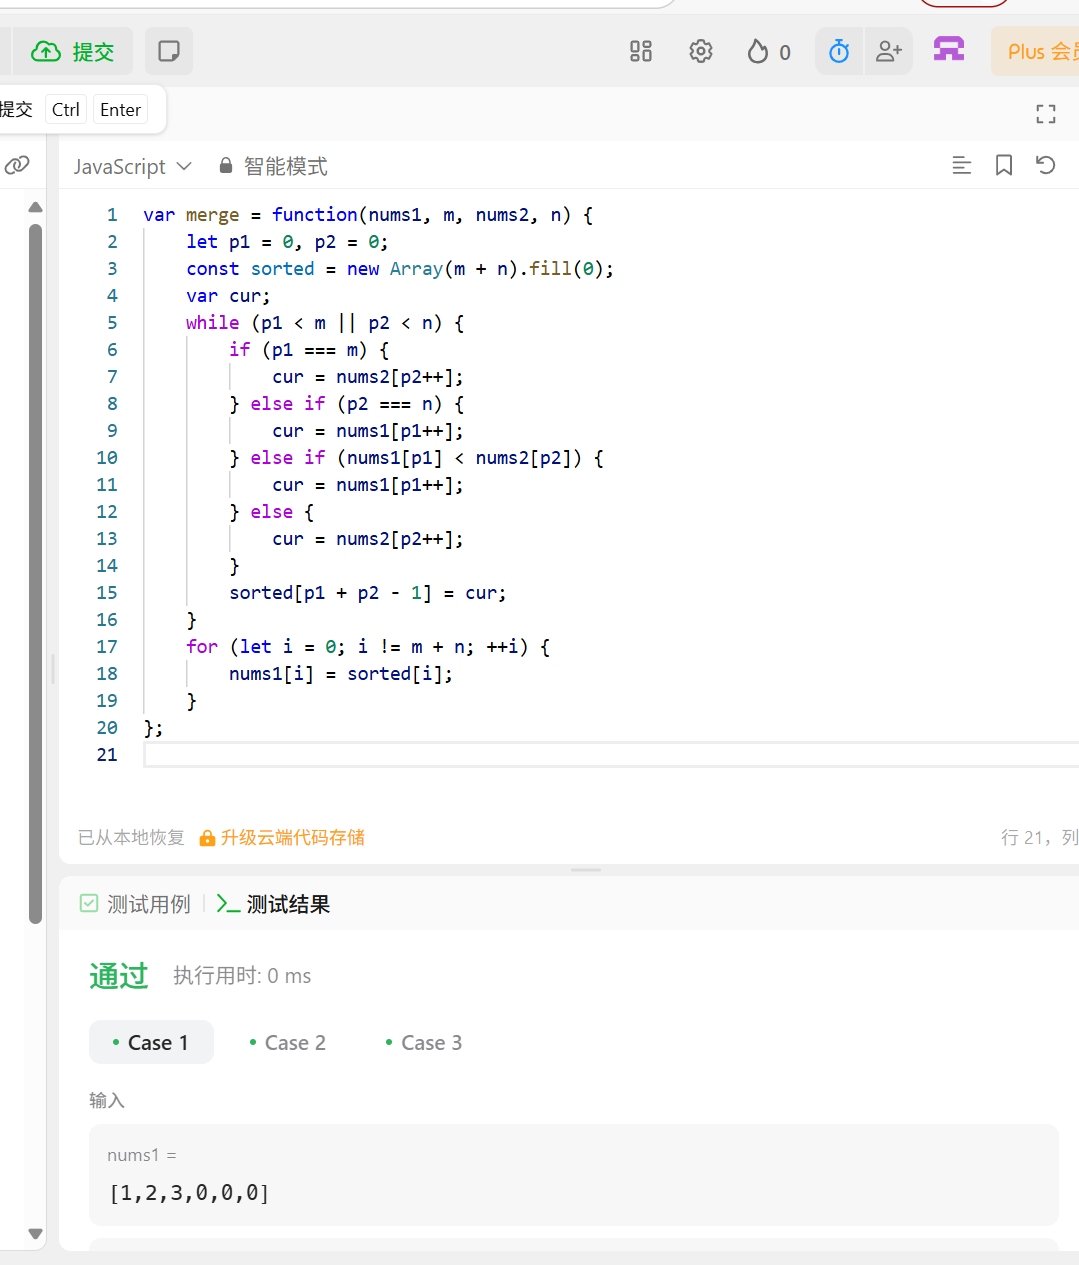 提交
0
Plus 会员
提交 Ctrl Enter
JavaScript 智能模式
1 var merge = function(nums1, m, nums2, n) {
2     let p1 = 0, p2 = 0;
3     const sorted = new Array(m + n).fill(0);
4     var cur;
5     while (p1 < m || p2 < n) {
6         if (p1 === m) {
7             cur = nums2[p2++];
8         } else if (p2 === n) {
9             cur = nums1[p1++];
10         } else if (nums1[p1] < nums2[p2]) {
11             cur = nums1[p1++];
12         } else {
13             cur = nums2[p2++];
14         }
15         sorted[p1 + p2 - 1] = cur;
16     }
17     for (let i = 0; i != m + n; ++i) {
18         nums1[i] = sorted[i];
19     }
20 };
21
已从本地恢复 升级云端代码存储 行 21，列
测试用例 测试结果
通过 执行用时: 0 ms
Case 1 Case 2 Case 3
输入
nums1 =
[1,2,3,0,0,0]